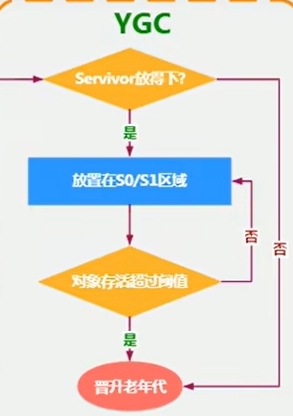 YGC
Servivor放得下?
是
放置在S0/S1区域
否
否
对象存活超过阈值
是
晋升老年代